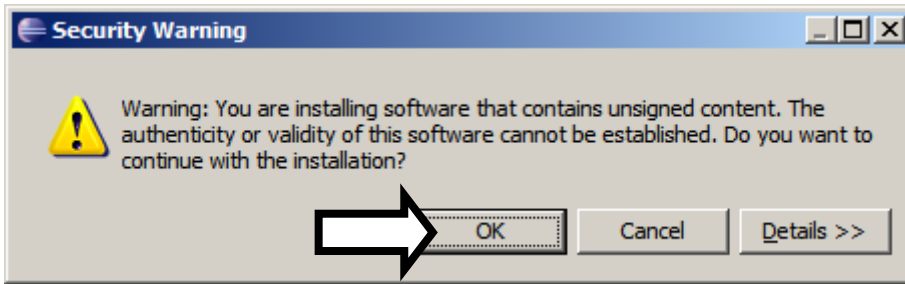 Security Warning
Warning: You are installing software that contains unsigned content. The
authenticity or validity of this software cannot be established. Do you want to
continue with the installation?
OK Cancel Details >>